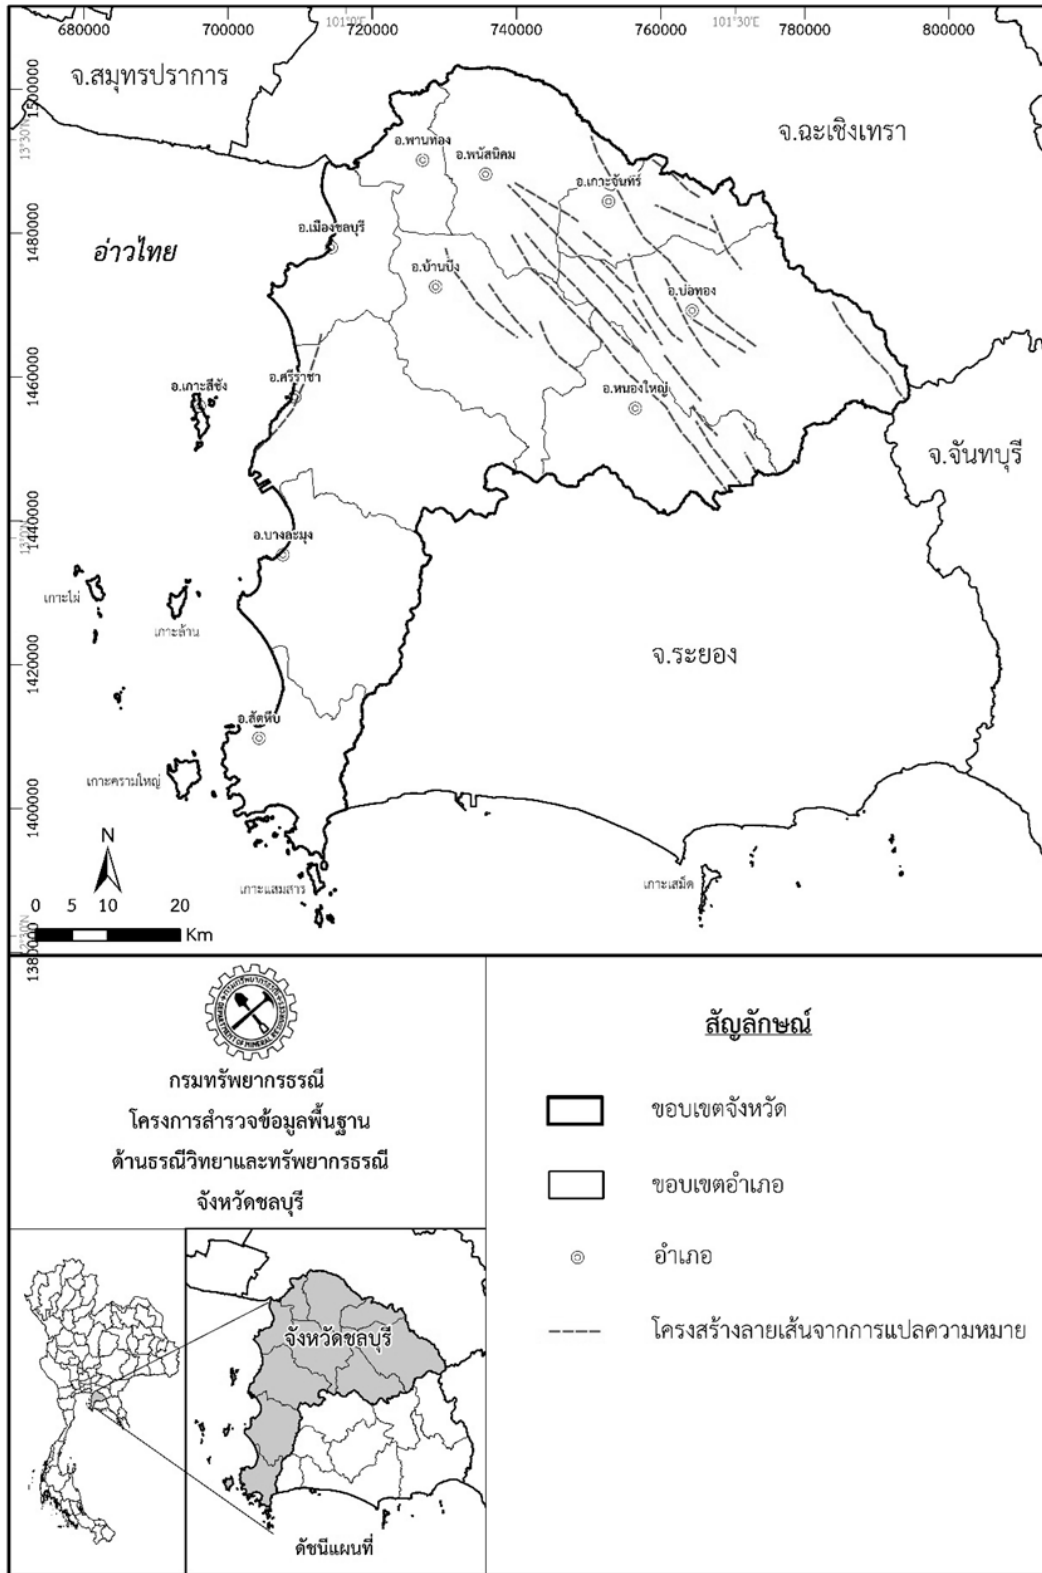 680000
700000
720000
740000
760000
780000
800000
101°0'E
101°30'E
1500000
13°30'N
1480000
1460000
1440000
13°0'N
1420000
1400000
12°30'N
1380000
จ.สมุทรปราการ
จ.ฉะเชิงเทรา
อ.พานทอง
อ.พนัสนิคม
อ.เกาะจันทร์
อ.เมืองชลบุรี
อ่าวไทย
อ.บ้านบึง
อ.บ่อทอง
อ.ศรีราชา
อ.เกาะสีชัง
อ.หนองใหญ่
จ.จันทบุรี
อ.บางละมุง
เกาะไผ่
เกาะล้าน
จ.ระยอง
อ.สัตหีบ
เกาะครามใหญ่
เกาะแสมสาร
เกาะเสม็ด
N
0 5 10 20
Km
กรมทรัพยากรธรณี
DEPARTMENT OF MINERAL RESOURCES
กรมทรัพยากรธรณี
โครงการสำรวจข้อมูลพื้นฐาน
ด้านธรณีวิทยาและทรัพยากรธรณี
จังหวัดชลบุรี
สัญลักษณ์
ขอบเขตจังหวัด
ขอบเขตอำเภอ
อำเภอ
โครงสร้างลายเส้นจากการแปลความหมาย
จังหวัดชลบุรี
ดัชนีแผนที่